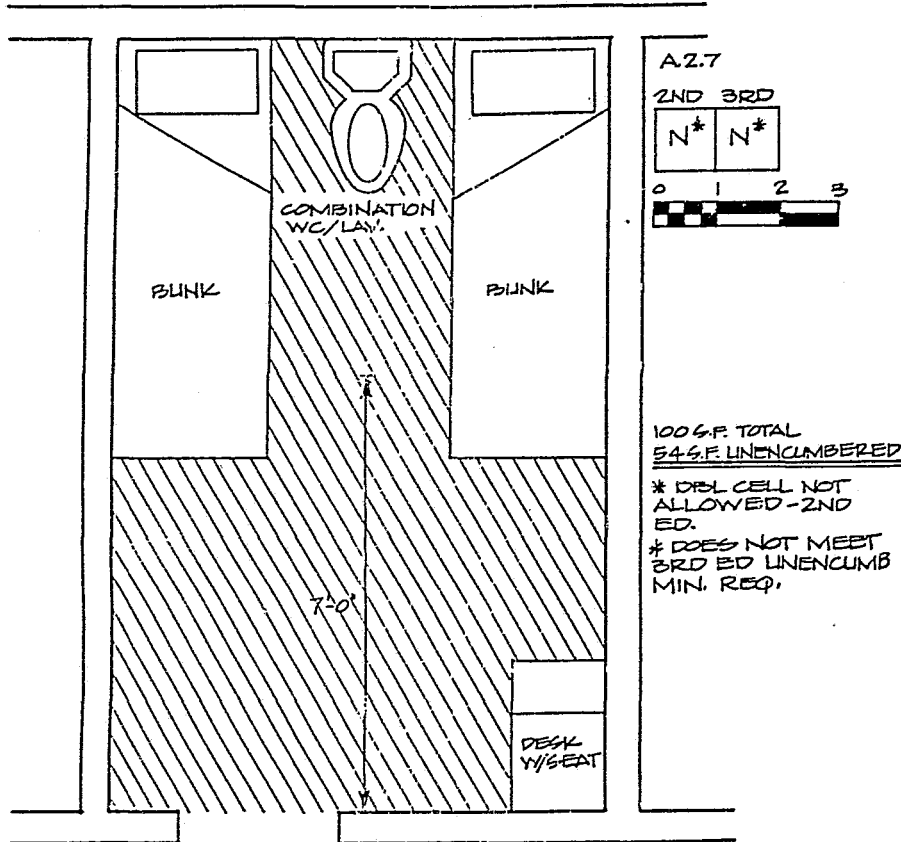 A.2.7
2ND 3RD
N* N*
0 1 2 3
COMBINATION
WC/LAV.
BUNK
BUNK
100 S.F. TOTAL
54 S.F. UNENCUMBERED
* DBL CELL NOT
ALLOWED-2ND
ED.
* DOES NOT MEET
3RD ED UNENCUMB
MIN. REQ.
7'-0"
DESK
W/SEAT